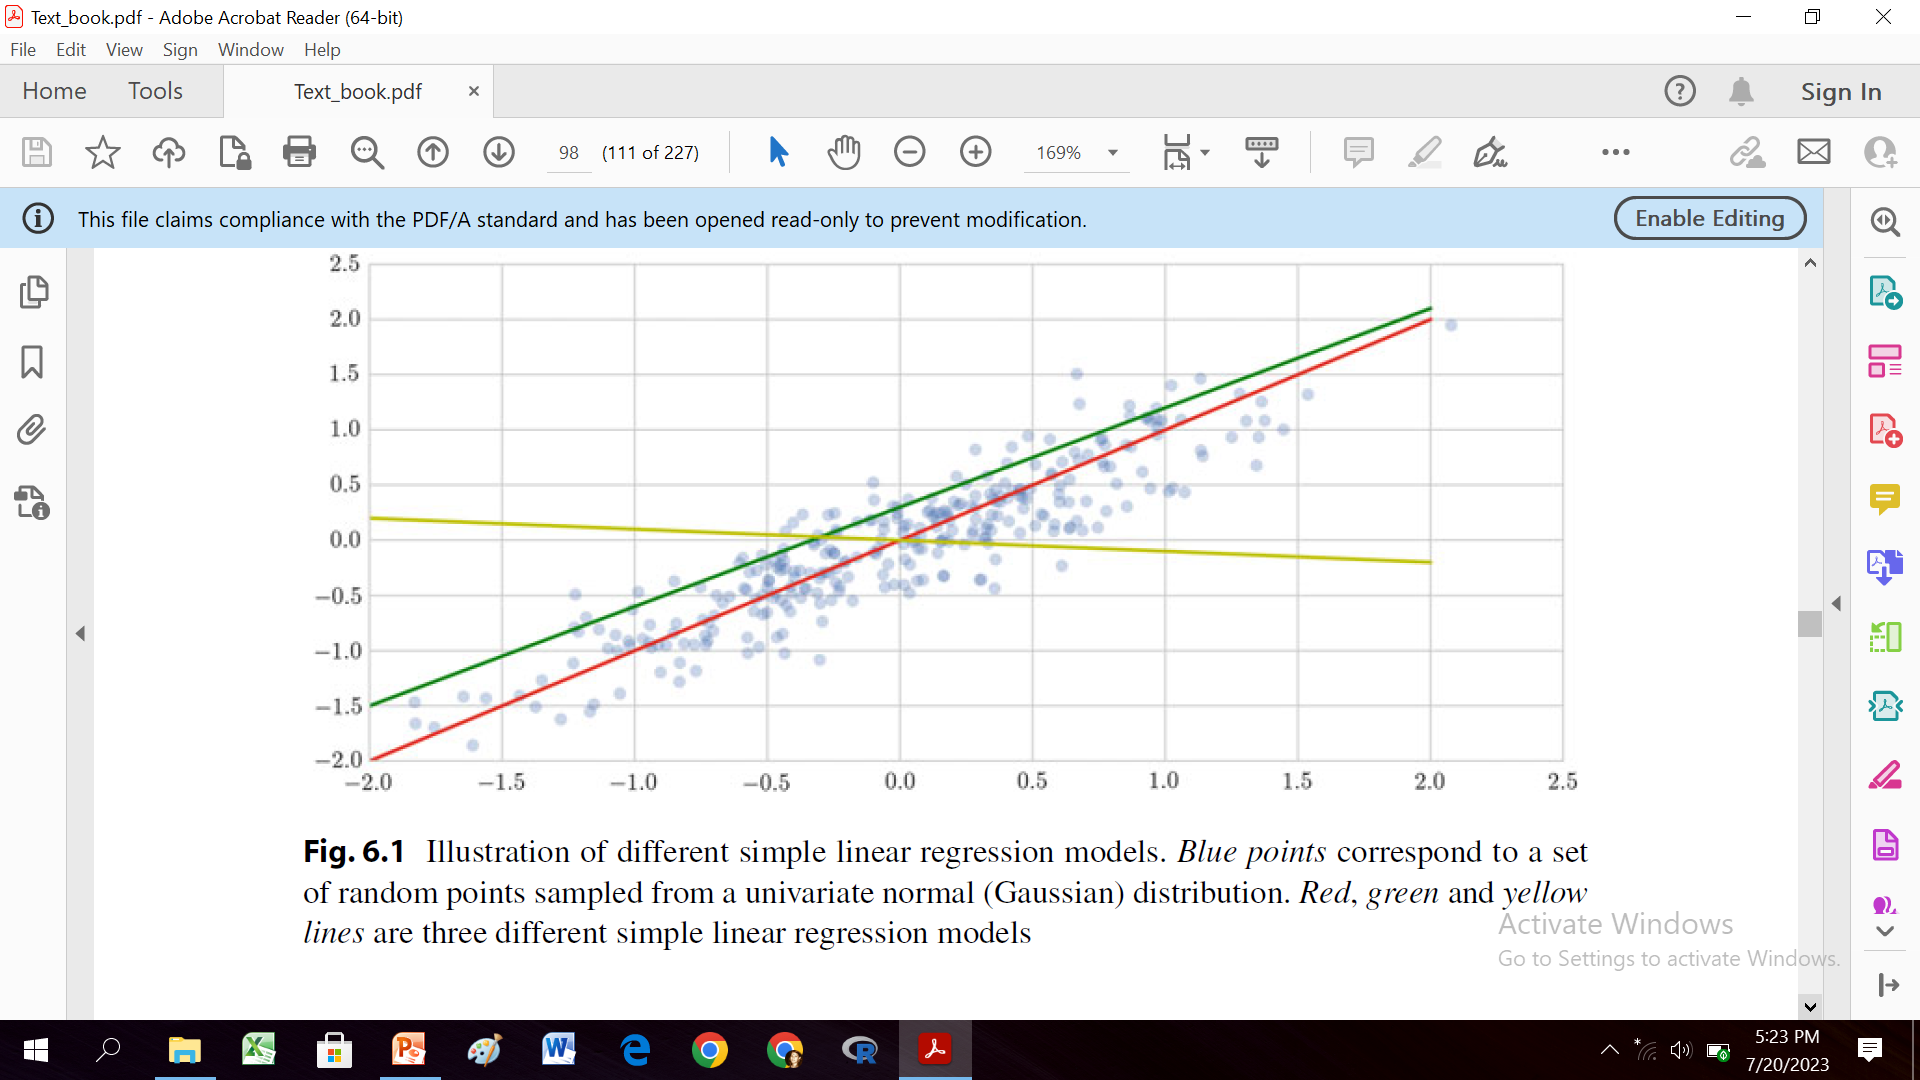 Text_book.pdf - Adobe Acrobat Reader (64-bit)
File Edit View Sign Window Help
Home Tools Text_book.pdf × Sign In
98 (111 of 227) 169%
This file claims compliance with the PDF/A standard and has been opened read-only to prevent modification. Enable Editing
2.5
2.0
1.5
1.0
0.5
0.0
−0.5
−1.0
−1.5
−2.0
−2.0 −1.5 −1.0 −0.5 0.0 0.5 1.0 1.5 2.0 2.5
Fig. 6.1 Illustration of different simple linear regression models. Blue points correspond to a set
of random points sampled from a univariate normal (Gaussian) distribution. Red, green and yellow
lines are three different simple linear regression models
Activate Windows
Go to Settings to activate Windows.
5:23 PM
7/20/2023